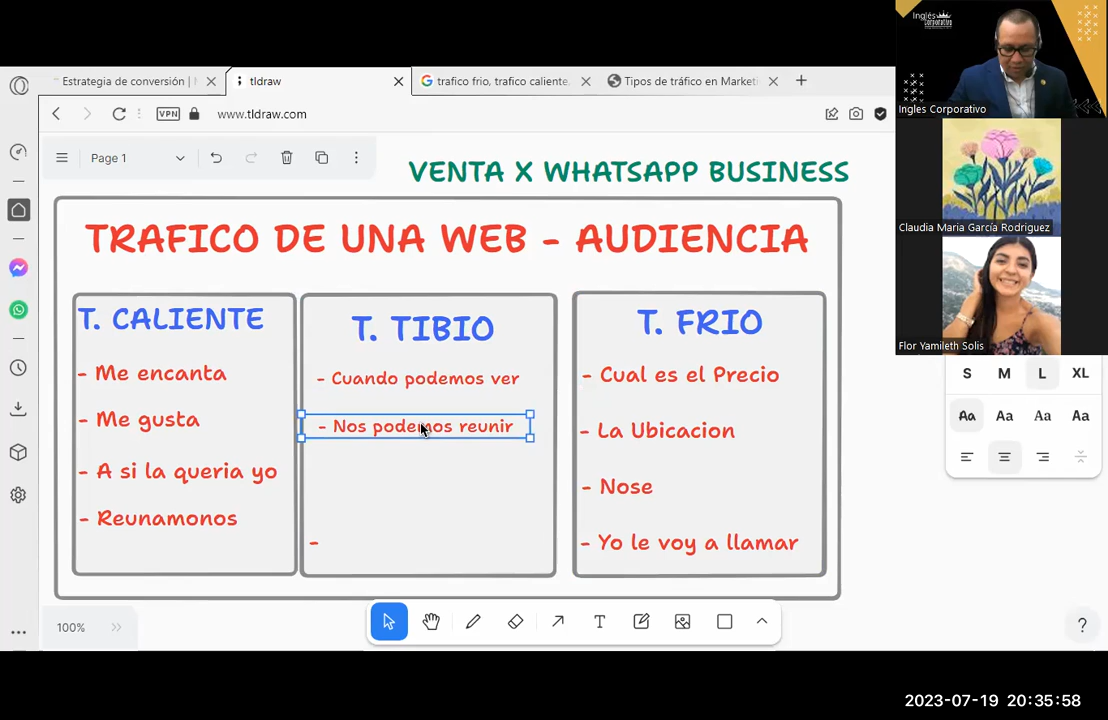 Estrategia de conversión |
tldraw
trafico frio, trafico caliente,
Tipos de tráfico en Marketi
VPN
www.tldraw.com
Page 1
VENTA X WHATSAPP BUSINESS
TRAFICO DE UNA WEB - AUDIENCIA
T. CALIENTE
- Me encanta
- Me gusta
- A si la queria yo
- Reunamonos
T. TIBIO
- Cuando podemos ver
- Nos podemos reunir
-
T. FRIO
- Cual es el Precio
- La Ubicacion
- Nose
- Yo le voy a llamar
100%
T
?
Inglés
Corporativo
Ingles Corporativo
Claudia Maria García Rodriguez
Flor Yamileth Solis
S M L XL
Aa Aa Aa Aa
2023-07-19 20:35:58